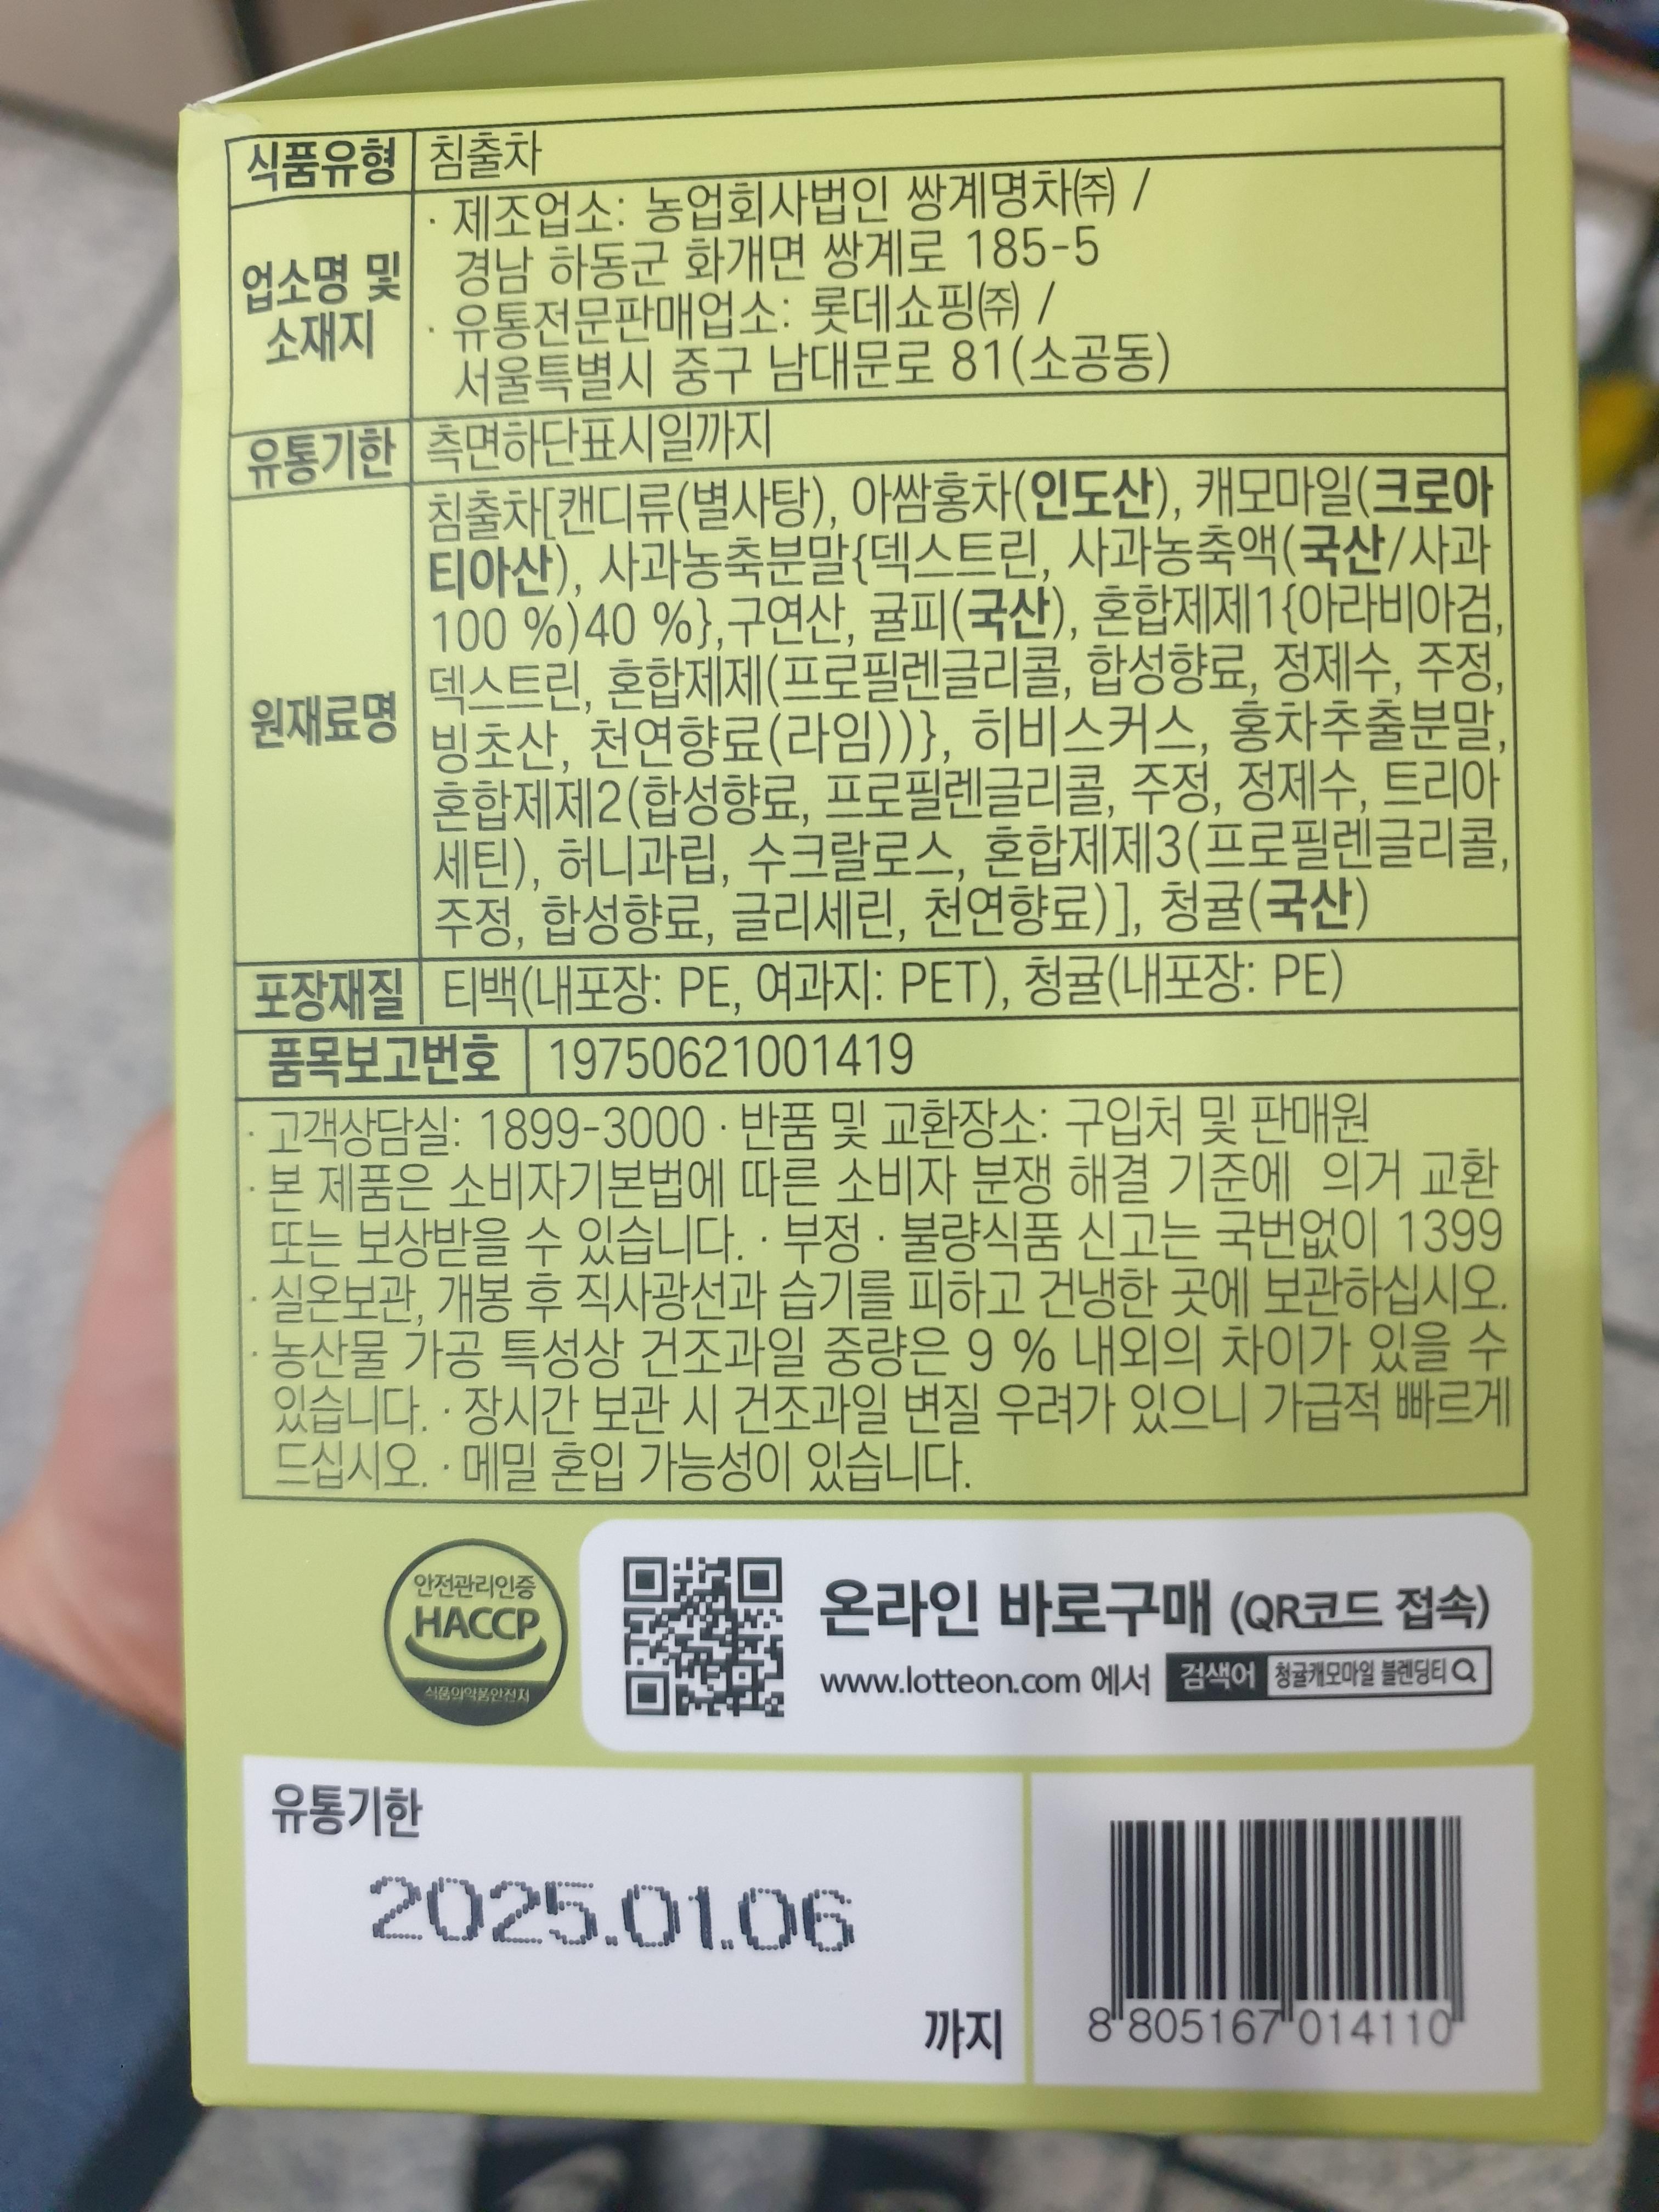 식품유형 침출차
업소명 및 소재지
· 제조업소: 농업회사법인 쌍계명차㈜ /
경남 하동군 화개면 쌍계로 185-5
· 유통전문판매업소: 롯데쇼핑㈜ /
서울특별시 중구 남대문로 81(소공동)
유통기한 측면하단표시일까지
원재료명
침출차[캔디류(별사탕), 아쌈홍차(인도산), 캐모마일(크로아
티아산), 사과농축분말{덱스트린, 사과농축액(국산/사과
100 %)40 %},구연산, 귤피(국산), 혼합제제1{아라비아검,
덱스트린, 혼합제제(프로필렌글리콜, 합성향료, 정제수, 주정,
빙초산, 천연향료(라임))}, 히비스커스, 홍차추출분말,
혼합제제2(합성향료, 프로필렌글리콜, 주정, 정제수, 트리아
세틴), 허니과립, 수크랄로스, 혼합제제3(프로필렌글리콜,
주정, 합성향료, 글리세린, 천연향료)], 청귤(국산)
포장재질 티백(내포장: PE, 여과지: PET), 청귤(내포장: PE)
품목보고번호 19750621001419
· 고객상담실: 1899-3000 · 반품 및 교환장소: 구입처 및 판매원
· 본 제품은 소비자기본법에 따른 소비자 분쟁 해결 기준에 의거 교환
또는 보상받을 수 있습니다. · 부정 · 불량식품 신고는 국번없이 1399
· 실온보관, 개봉 후 직사광선과 습기를 피하고 건냉한 곳에 보관하십시오.
· 농산물 가공 특성상 건조과일 중량은 9 % 내외의 차이가 있을 수
있습니다. · 장시간 보관 시 건조과일 변질 우려가 있으니 가급적 빠르게
드십시오. · 메밀 혼입 가능성이 있습니다.
안전관리인증
HACCP
식품의약품안전처
온라인 바로구매 (QR코드 접속)
www.lotteon.com 에서 검색어 청귤캐모마일 블렌딩티
유통기한
2025.01.06
까지
8 805167 014110